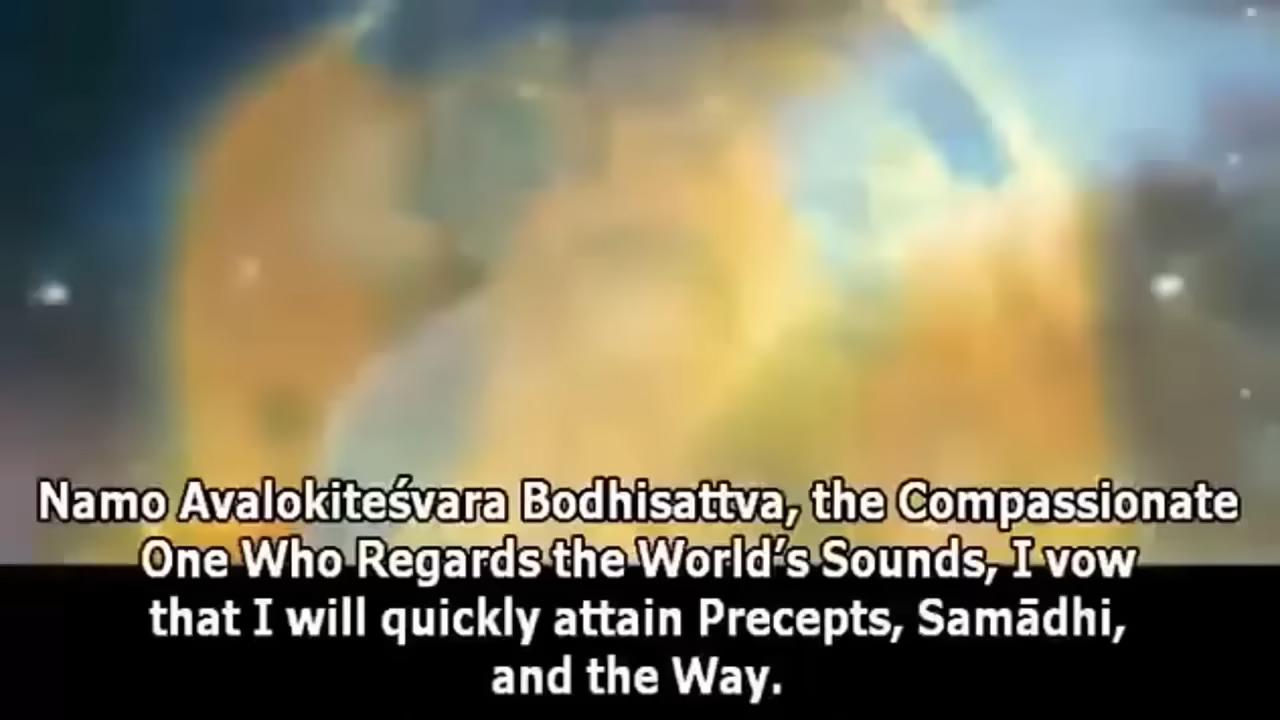 Namo Avalokiteśvara Bodhisattva, the Compassionate
One Who Regards the World’s Sounds, I vow
that I will quickly attain Precepts, Samādhi,
and the Way.